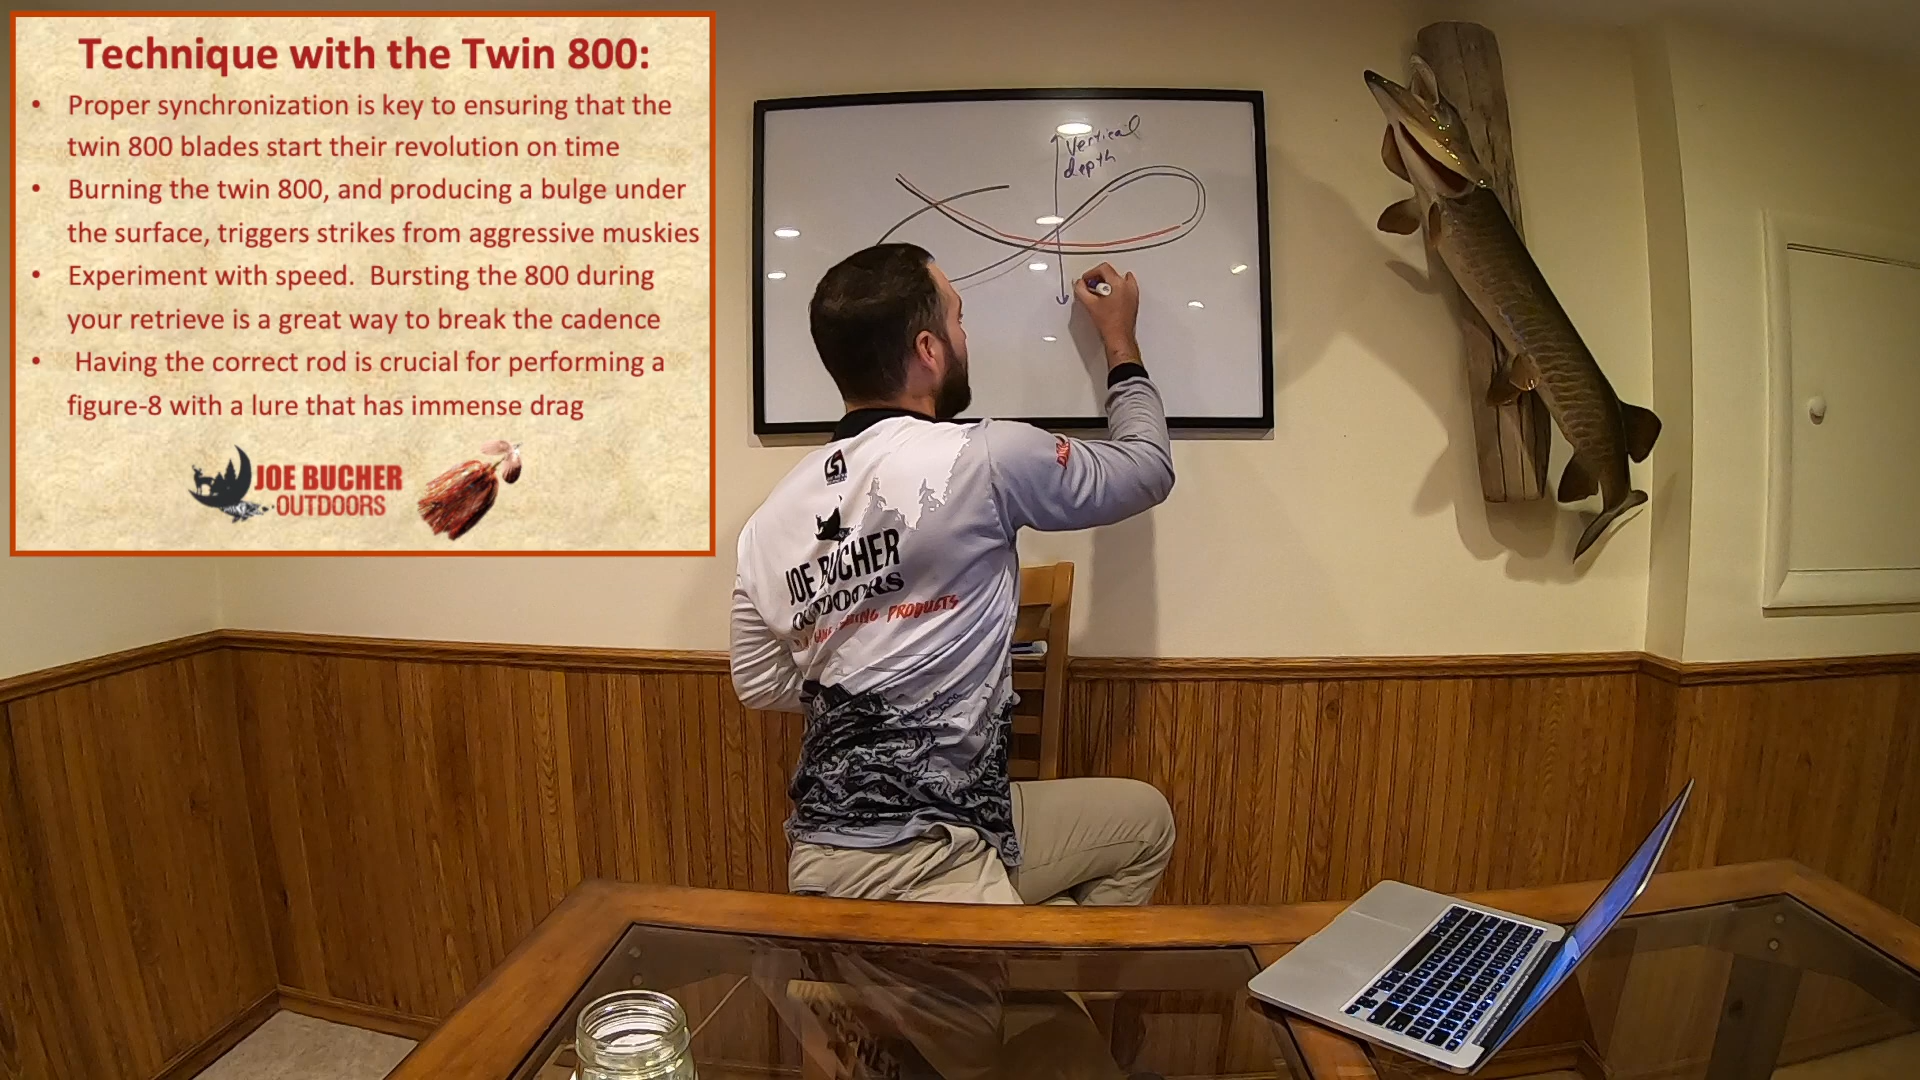 Technique with the Twin 800:
• Proper synchronization is key to ensuring that the
twin 800 blades start their revolution on time
• Burning the twin 800, and producing a bulge under
the surface, triggers strikes from aggressive muskies
• Experiment with speed.  Bursting the 800 during
your retrieve is a great way to break the cadence
• Having the correct rod is crucial for performing a
figure-8 with a lure that has immense drag
JOE BUCHER
OUTDOORS
Vertical
depth
JOE BUCHER
OUTDOORS
PRODUCTS